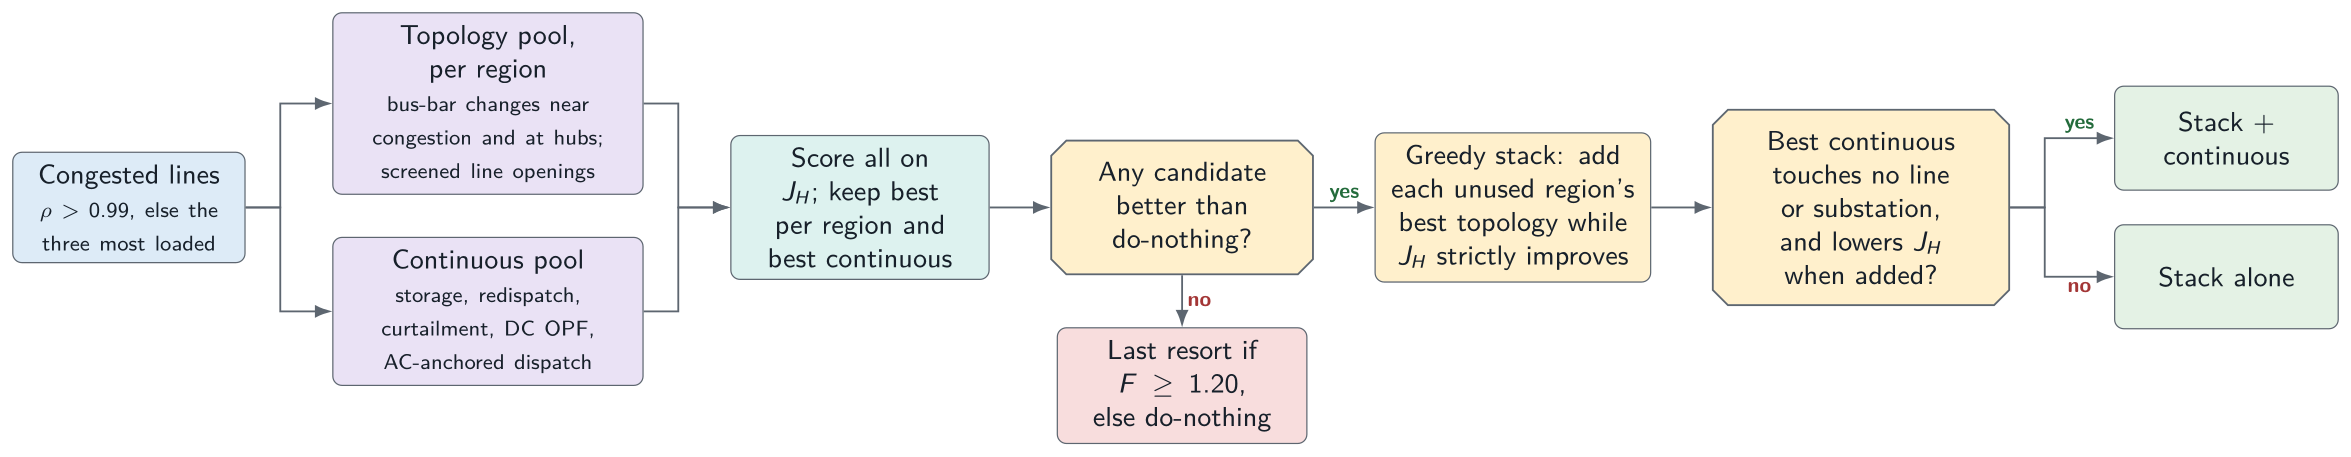 Congested lines
ρ > 0.99, else the
three most loaded
Topology pool,
per region
bus-bar changes near
congestion and at hubs;
screened line openings
Continuous pool
storage, redispatch,
curtailment, DC OPF,
AC-anchored dispatch
Score all on
J_H; keep best
per region and
best continuous
Any candidate
better than
do-nothing?
yes
no
Last resort if
F ≥ 1.20,
else do-nothing
Greedy stack: add
each unused region's
best topology while
J_H strictly improves
Best continuous
touches no line
or substation,
and lowers J_H
when added?
yes
Stack +
continuous
no
Stack alone